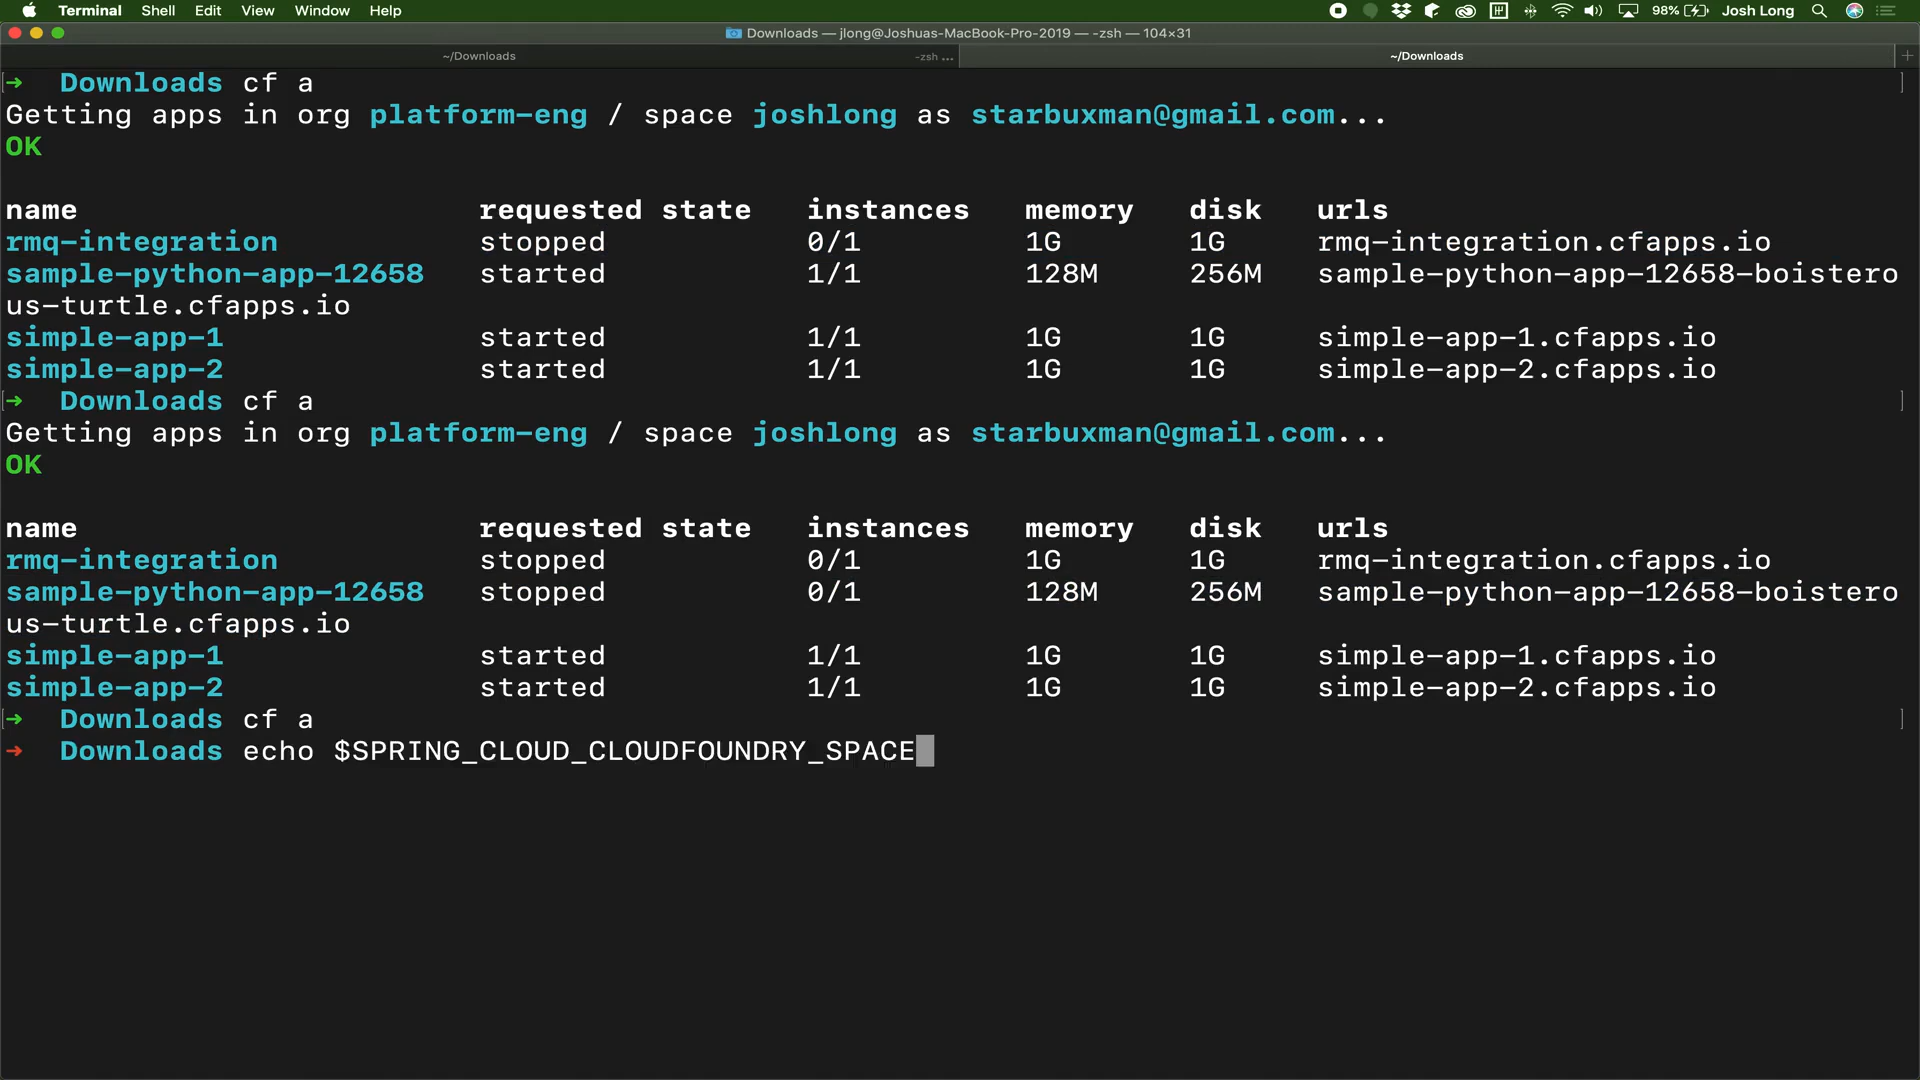 Terminal Shell Edit View Window Help 98% Josh Long
Downloads — jlong@Joshuas-MacBook-Pro-2019 — -zsh — 104×31
~/Downloads -zsh ... ~/Downloads +
[➜ Downloads cf a ]
Getting apps in org platform-eng / space joshlong as starbuxman@gmail.com...
OK
name requested state instances memory disk urls
rmq-integration stopped 0/1 1G 1G rmq-integration.cfapps.io
sample-python-app-12658 started 1/1 128M 256M sample-python-app-12658-boistero
us-turtle.cfapps.io
simple-app-1 started 1/1 1G 1G simple-app-1.cfapps.io
simple-app-2 started 1/1 1G 1G simple-app-2.cfapps.io
[➜ Downloads cf a ]
Getting apps in org platform-eng / space joshlong as starbuxman@gmail.com...
OK
name requested state instances memory disk urls
rmq-integration stopped 0/1 1G 1G rmq-integration.cfapps.io
sample-python-app-12658 stopped 0/1 128M 256M sample-python-app-12658-boistero
us-turtle.cfapps.io
simple-app-1 started 1/1 1G 1G simple-app-1.cfapps.io
simple-app-2 started 1/1 1G 1G simple-app-2.cfapps.io
[➜ Downloads cf a ]
➜ Downloads echo $SPRING_CLOUD_CLOUDFOUNDRY_SPACE